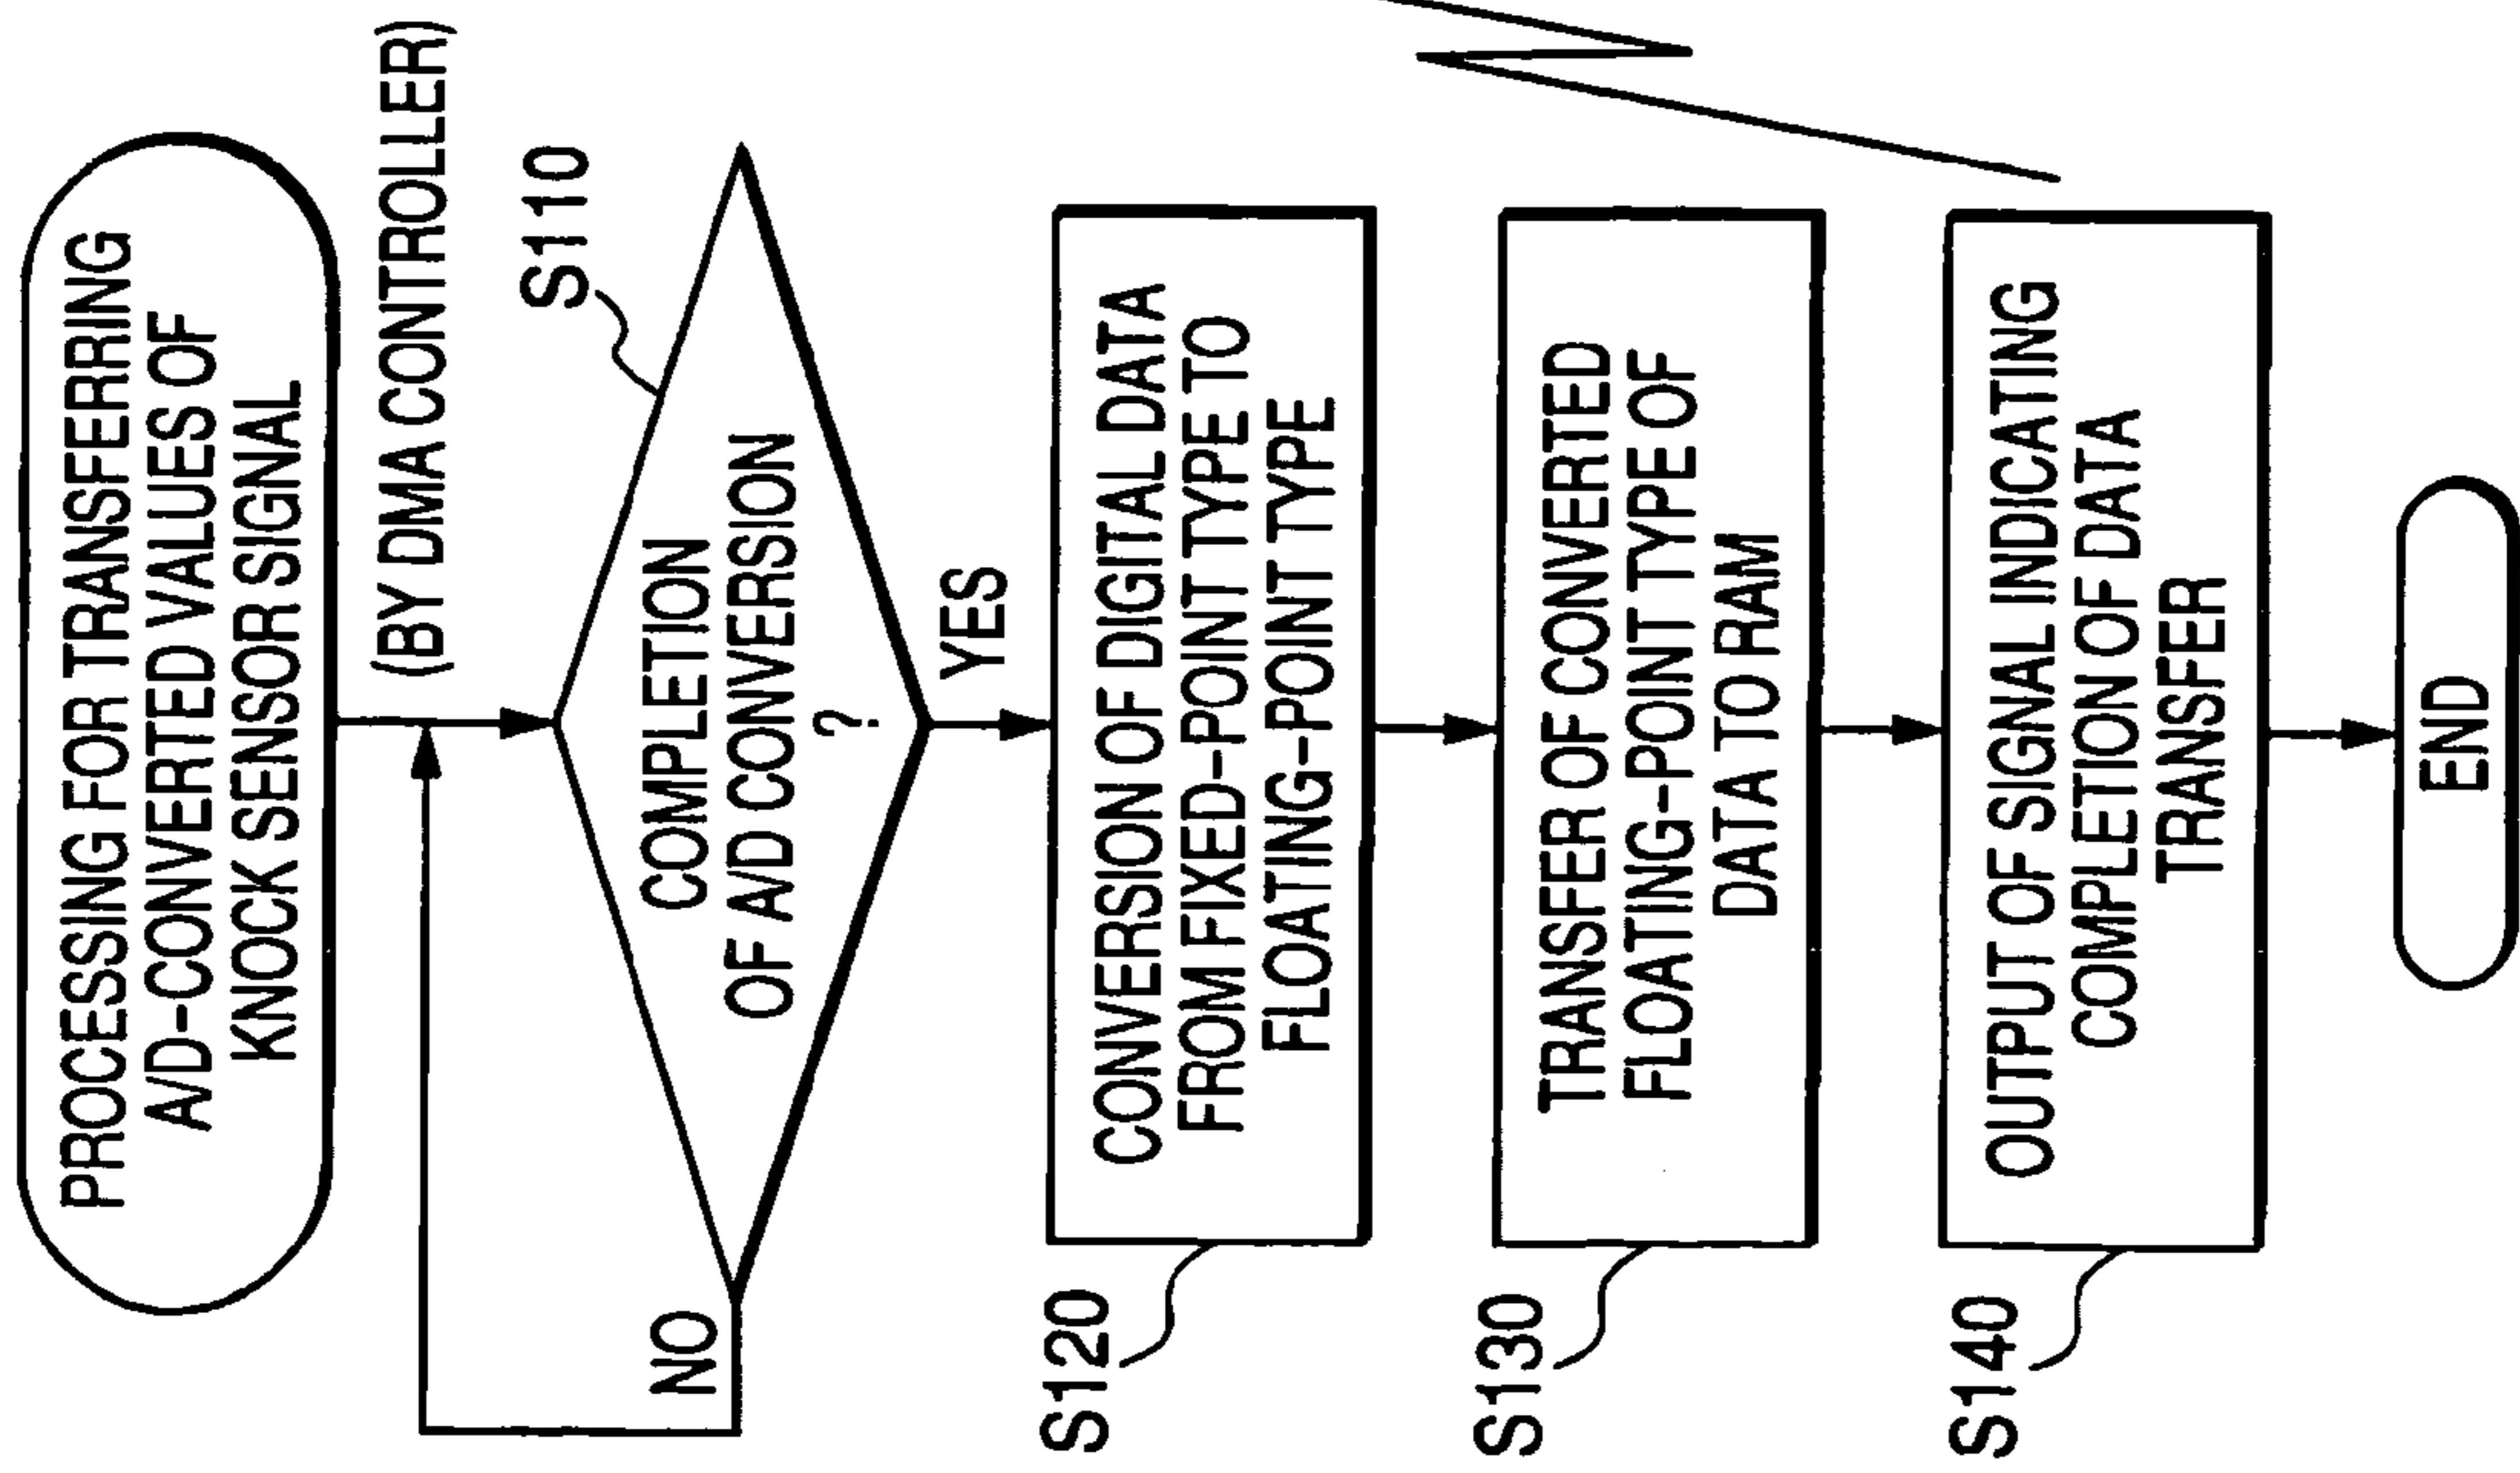 PROCESSING FOR TRANSFERRING
A/D-CONVERTED VALUES OF
KNOCK SENSOR SIGNAL
(BY DMA CONTROLLER)
S110
COMPLETION
OF A/D CONVERSION
?
NO
YES
S120
CONVERSION OF DIGITAL DATA
FROM FIXED-POINT TYPE TO
FLOATING-POINT TYPE
S130
TRANSFER OF CONVERTED
FLOATING-POINT TYPE OF
DATA TO RAM
S140
OUTPUT OF SIGNAL INDICATING
COMPLETION OF DATA
TRANSFER
END